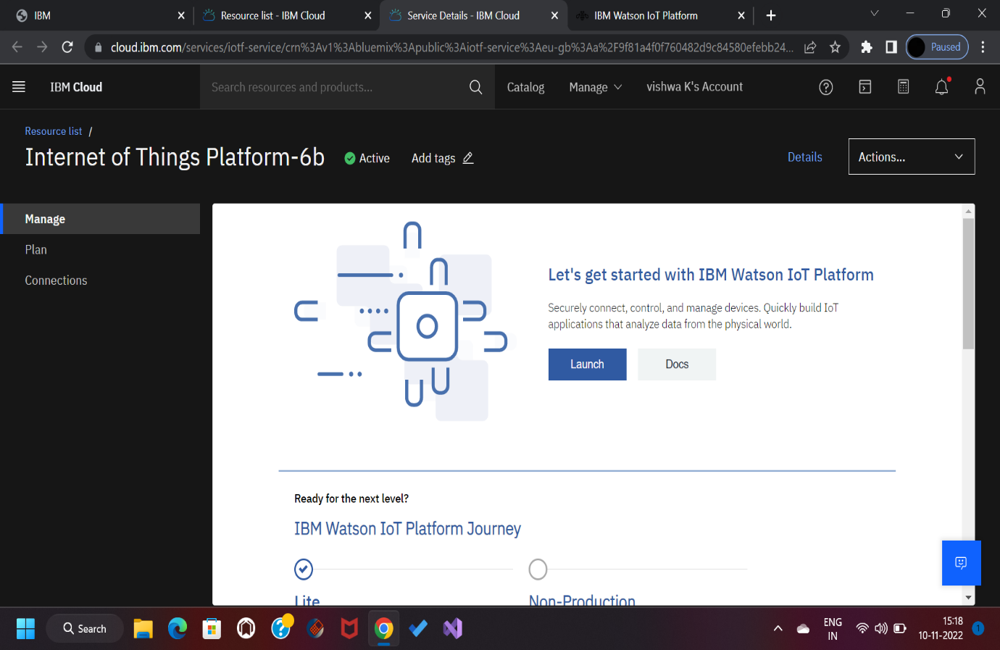 IBM
Resource list - IBM Cloud
Service Details - IBM Cloud
IBM Watson IoT Platform
cloud.ibm.com/services/iotf-service/crn%3Av1%3Abluemix%3Apublic%3Aiotf-service%3Aeu-gb%3Aa%2F9f81a4f0f760482d9c84580efebb24...
Paused
IBM Cloud
Search resources and products...
Catalog
Manage
vishwa K's Account
Resource list /
Internet of Things Platform-6b
Active
Add tags
Details
Actions...
Manage
Plan
Connections
Let's get started with IBM Watson IoT Platform
Securely connect, control, and manage devices. Quickly build IoT
applications that analyze data from the physical world.
Launch
Docs
Ready for the next level?
IBM Watson IoT Platform Journey
Lite
Non-Production
Search
ENG
IN
15:18
10-11-2022
1